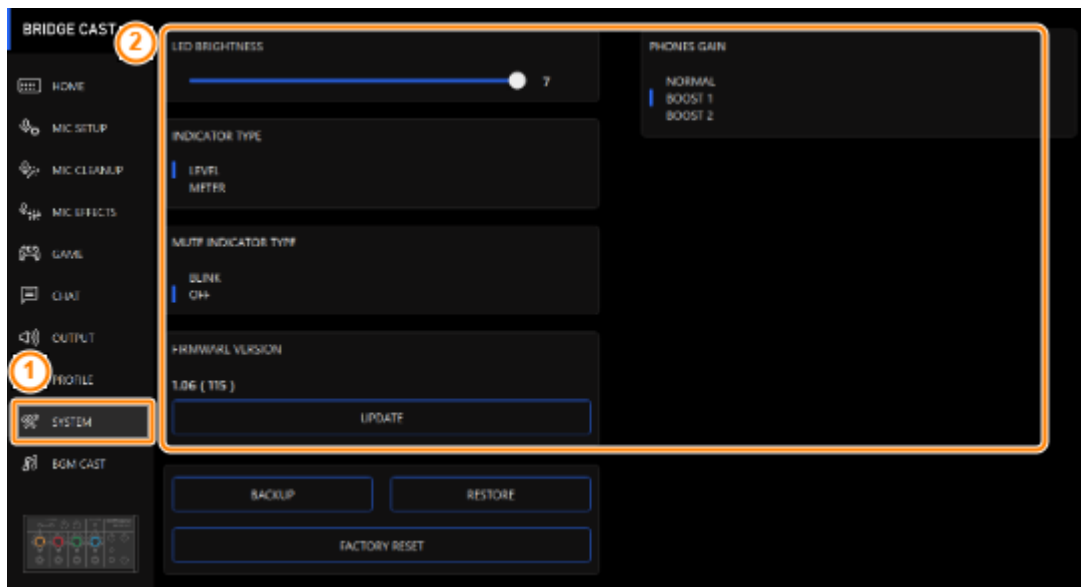 BRIDGE CAST
2
HOME
MIC SETUP
MIC CLEANUP
MIC EFFECTS
GAME
CHAT
OUTPUT
1
PROFILE
SYSTEM
BGM CAST
LED BRIGHTNESS
7
INDICATOR TYPE
LEVEL
METER
MUTE INDICATOR TYPE
BLINK
OFF
FIRMWARE VERSION
1.06 ( 115 )
UPDATE
BACKUP
RESTORE
FACTORY RESET
PHONES GAIN
NORMAL
BOOST 1
BOOST 2